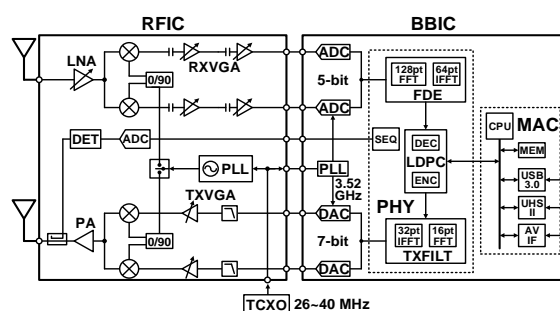 RFIC
BBIC
LNA
RXVGA
0/90
ADC
5-bit
ADC
128pt
FFT
64pt
IFFT
FDE
DET
ADC
SEQ
DEC
LDPC
ENC
CPU
MAC
MEM
USB
3.0
UHS
II
AV
IF
PLL
PLL
3.52
GHz
TXVGA
PA
0/90
DAC
7-bit
DAC
PHY
32pt
IFFT
16pt
FFT
TXFILT
TCXO
26~40 MHz